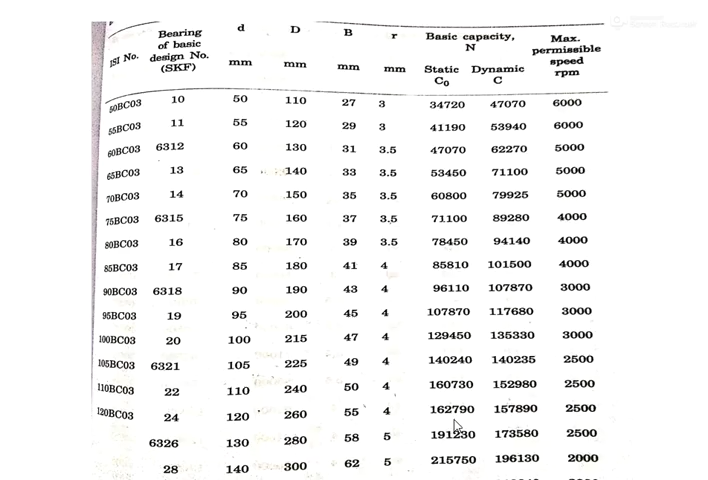 ISI No. Bearing of basic design No. (SKF) d mm D mm B mm r mm Basic capacity, N Static C0 Dynamic C Max. permissible speed rpm
50BC03 10 50 110 27 3 34720 47070 6000
55BC03 11 55 120 29 3 41190 53940 6000
60BC03 6312 60 130 31 3.5 47070 62270 5000
65BC03 13 65 140 33 3.5 53450 71100 5000
70BC03 14 70 150 35 3.5 60800 79925 5000
75BC03 6315 75 160 37 3.5 71100 89280 4000
80BC03 16 80 170 39 3.5 78450 94140 4000
85BC03 17 85 180 41 4 85810 101500 4000
90BC03 6318 90 190 43 4 96110 107870 3000
95BC03 19 95 200 45 4 107870 117680 3000
100BC03 20 100 215 47 4 129450 135330 3000
105BC03 6321 105 225 49 4 140240 140235 2500
110BC03 22 110 240 50 4 160730 152980 2500
120BC03 24 120 260 55 4 162790 157890 2500
6326 130 280 58 5 191230 173580 2500
28 140 300 62 5 215750 196130 2000